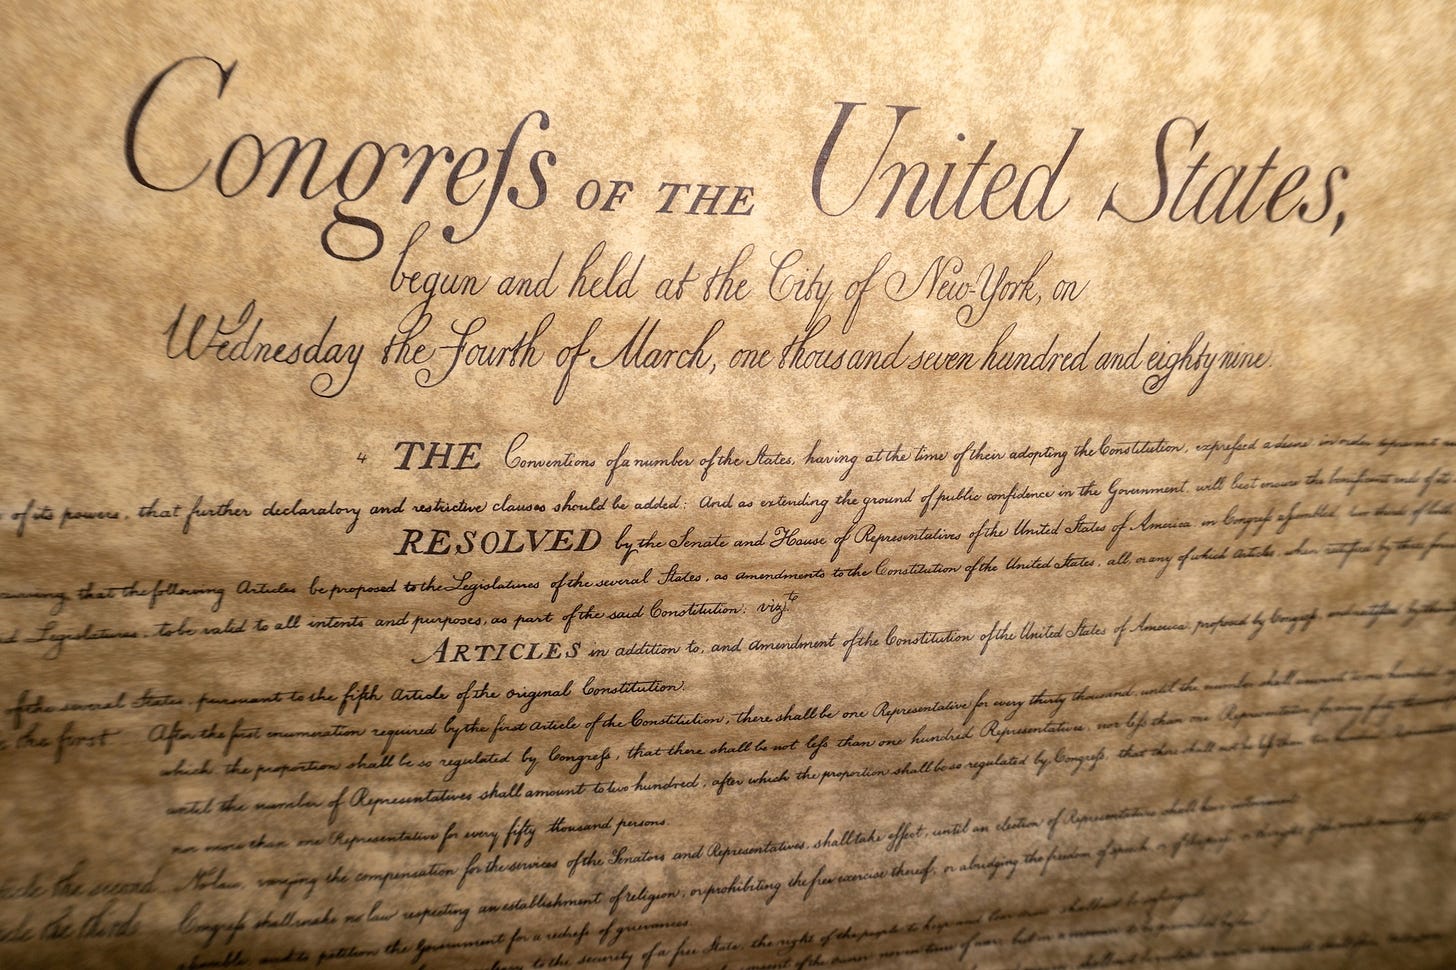 Congreſs OF THE United States,
begun and held at the City of New-York, on
Wednesday the Fourth of March, one thousand seven hundred and eighty nine.
THE Conventions of a number of the States, having at the time of their adopting the Constitution, expreſsed a desire in order
of its powers, that further declaratory and restrictive clauses should be added: And as extending the ground of public confidence in the Government, will best ensure the beneficent ends of its
RESOLVED by the Senate and House of Representatives of the United States of America, in Congreſs aſsembled, two thirds of both
that the following Articles be proposed to the Legislatures of the several States, as amendments to the Constitution of the United States, all, or any of which Articles, when ratified by three fourths
Legislatures, to be valid to all intents and purposes, as part of the said Constitution; vizt.
ARTICLES in addition to, and amendment of the Constitution of the United States of America, proposed by Congreſs, and ratified by the
of the several States, pursuant to the fifth Article of the original Constitution.
the first After the first enumeration required by the first Article of the Constitution, there shall be one Representative for every thirty thousand, until the number shall amount to one hundred,
which, the proportion shall be so regulated by Congreſs, that there shall be not leſs than one hundred Representatives, nor leſs than one Representative for every forty thousand
until the number of Representatives shall amount to two hundred, after which the proportion shall be so regulated by Congreſs, that there shall not be leſs than two hundred
nor more than one Representative for every fifty thousand persons.
the second No law, varying the compensation for the services of the Senators and Representatives, shall take effect, until an election of Representatives shall have intervened.
the third Congreſs shall make no law respecting an establishment of religion, or prohibiting the free exercise thereof; or abridging the freedom of speech, or of the
and to petition the Government for a redreſs of grievances.
to the security of a free State, the right of the people to keep and bear